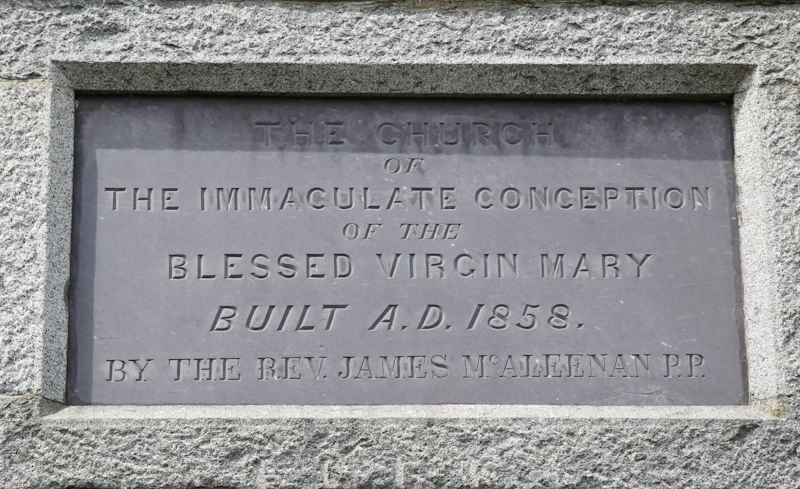 THE CHURCH
OF
THE IMMACULATE CONCEPTION
OF THE
BLESSED VIRGIN MARY
BUILT A.D. 1858.
BY THE REV. JAMES McALEENAN P.P.